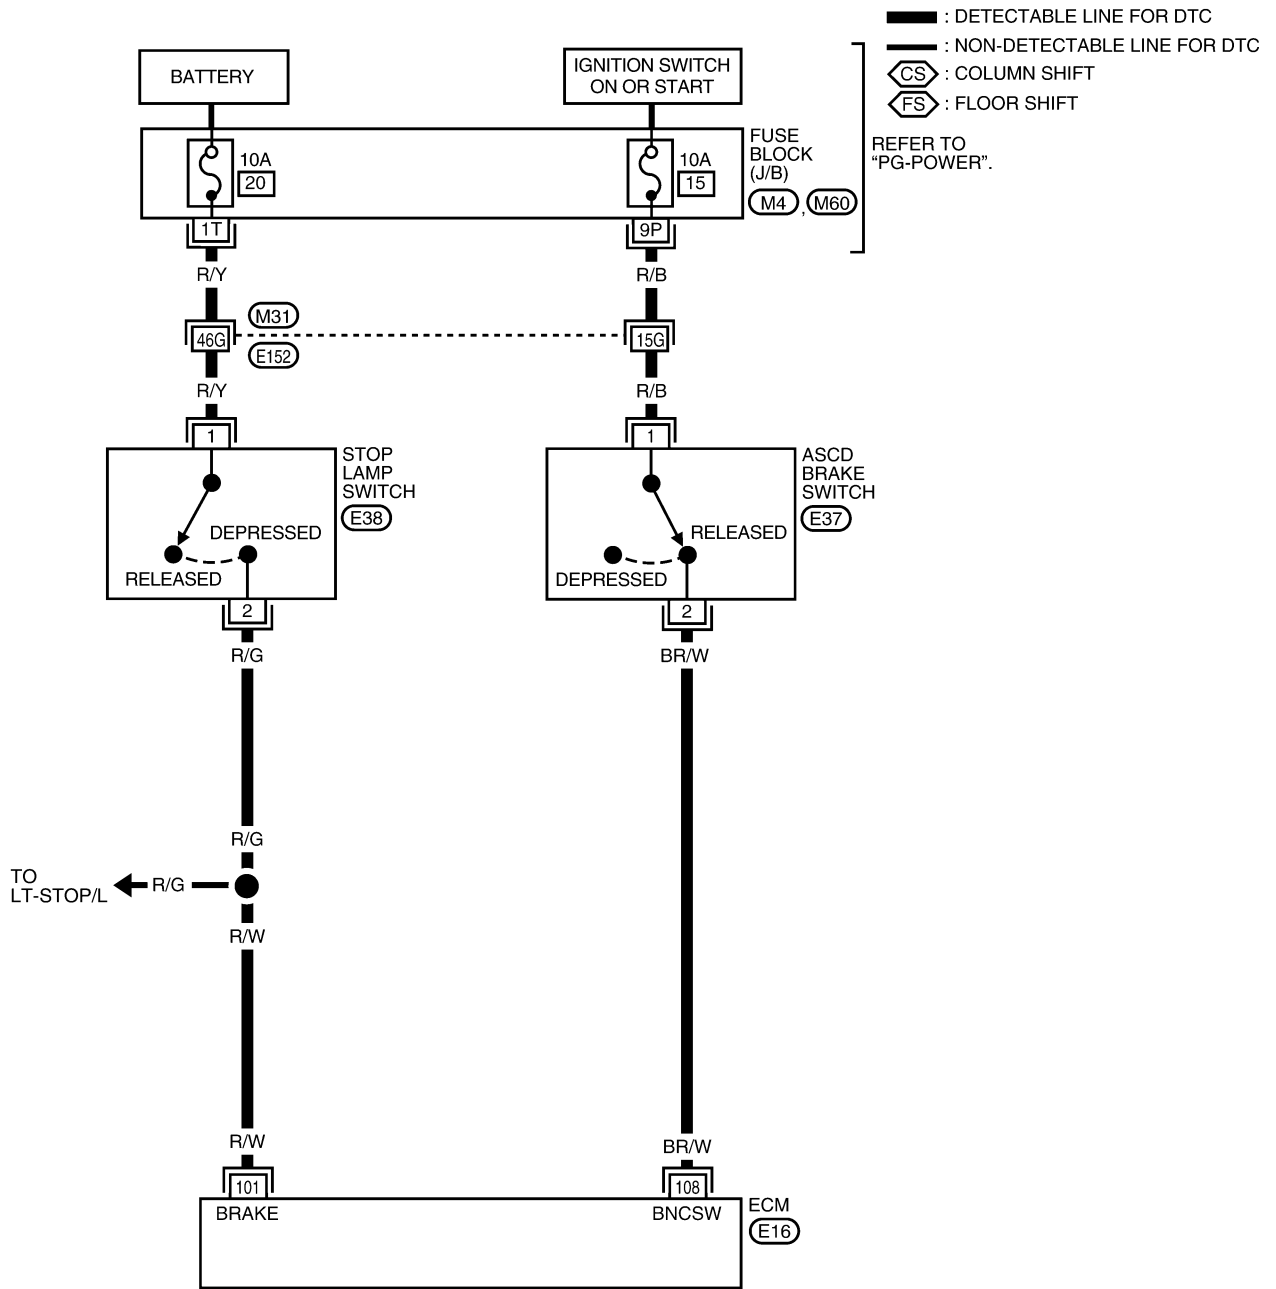 : DETECTABLE LINE FOR DTC
: NON-DETECTABLE LINE FOR DTC
CS : COLUMN SHIFT
FS : FLOOR SHIFT
BATTERY
IGNITION SWITCH
ON OR START
10A
20
10A
15
FUSE
BLOCK
(J/B)
M4 , M60
REFER TO
“PG-POWER”.
1T
9P
R/Y
R/B
M31
46G
15G
E152
R/Y
R/B
1
1
STOP
LAMP
SWITCH
E38
DEPRESSED
RELEASED
ASCD
BRAKE
SWITCH
E37
RELEASED
DEPRESSED
2
2
R/G
BR/W
R/G
TO
LT-STOP/L
R/G
R/W
R/W
BR/W
101
108
BRAKE
BNCSW
ECM
E16